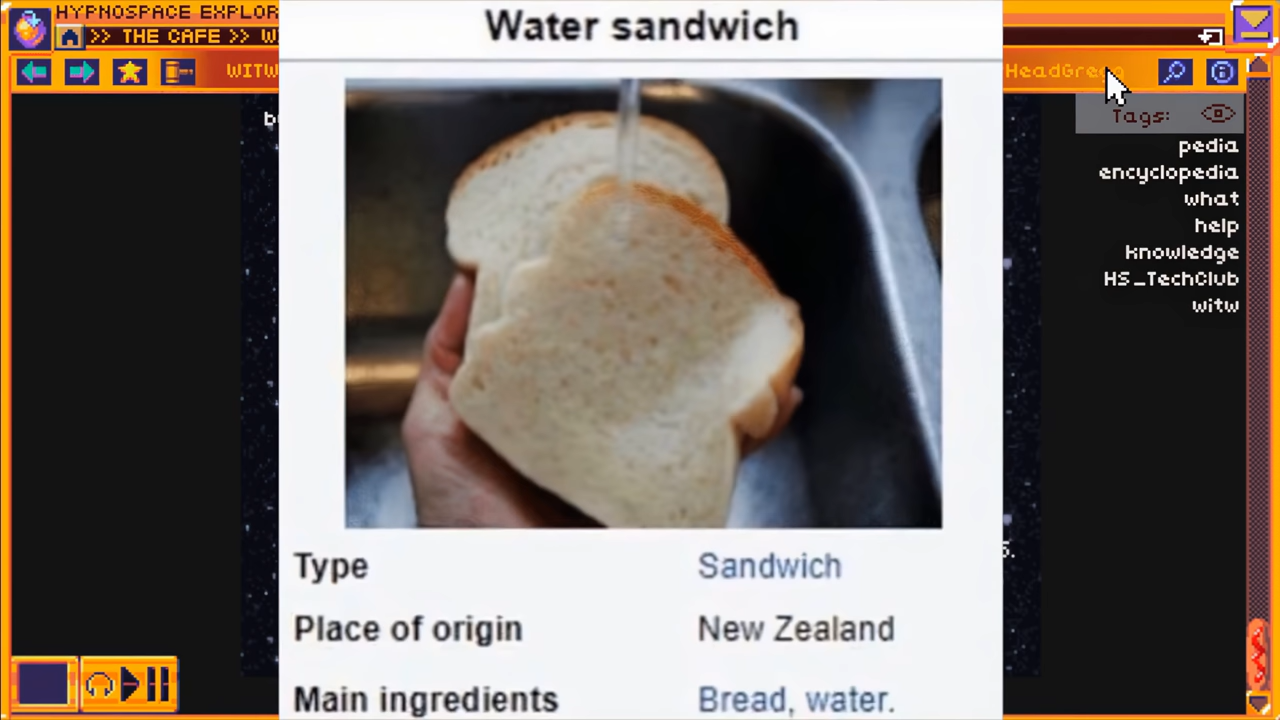 HYPNOSPACE EXPLOR
>> THE CAFE >> W
WITW
HeadGre
Tags:
pedia
encyclopedia
what
help
knowledge
HS_TechClub
witw
Water sandwich
Type Sandwich
Place of origin New Zealand
Main ingredients Bread, water.